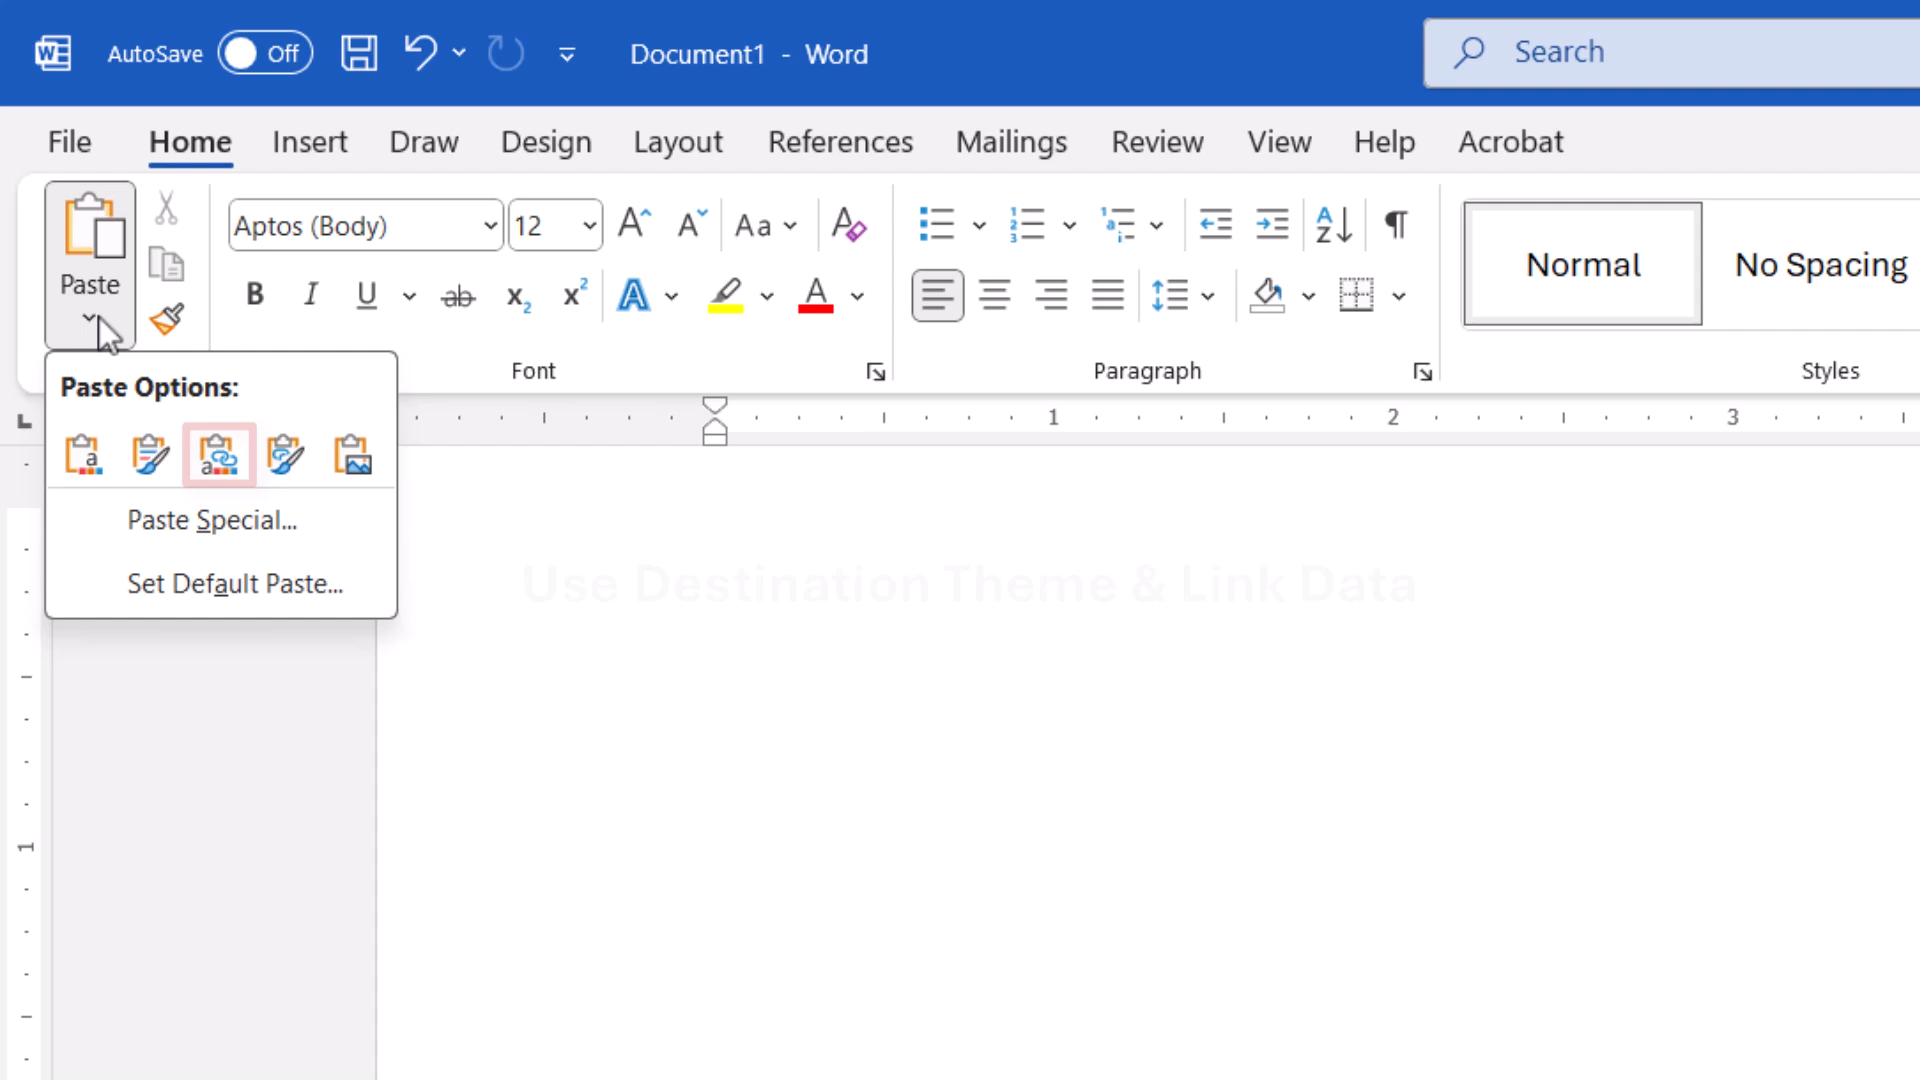 AutoSave Off Document1 - Word Search
File Home Insert Draw Design Layout References Mailings Review View Help Acrobat
Paste
Aptos (Body) 12
Normal No Spacing
Font Paragraph Styles
Paste Options:
1 2 3
Paste Special...
Set Default Paste...
Use Destination Theme & Link Data
1